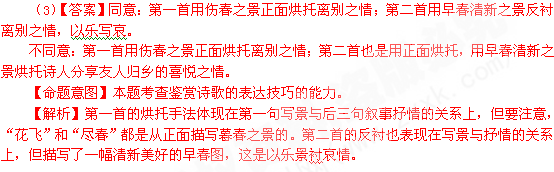 (3)【答案】同意：第一首用伤春之景正面烘托离别之情；第二首用早春清新之景反衬
离别之情，以乐写哀。
不同意：第一首用伤春之景正面烘托离别之情；第二首也是用正面烘托，用早春清新之
景烘托诗人分享友人归乡的喜悦之情。
【命题意图】本题考查鉴赏诗歌的表达技巧的能力。
【解析】第一首的烘托手法体现在第一句写景与后三句叙事抒情的关系上，但要注意，
“花飞”和“尽春”都是从正面描写暮春之景的。第二首的反衬也表现在写景与抒情的关系
上，但描写了一幅清新美好的早春图，这是以乐景衬哀情。